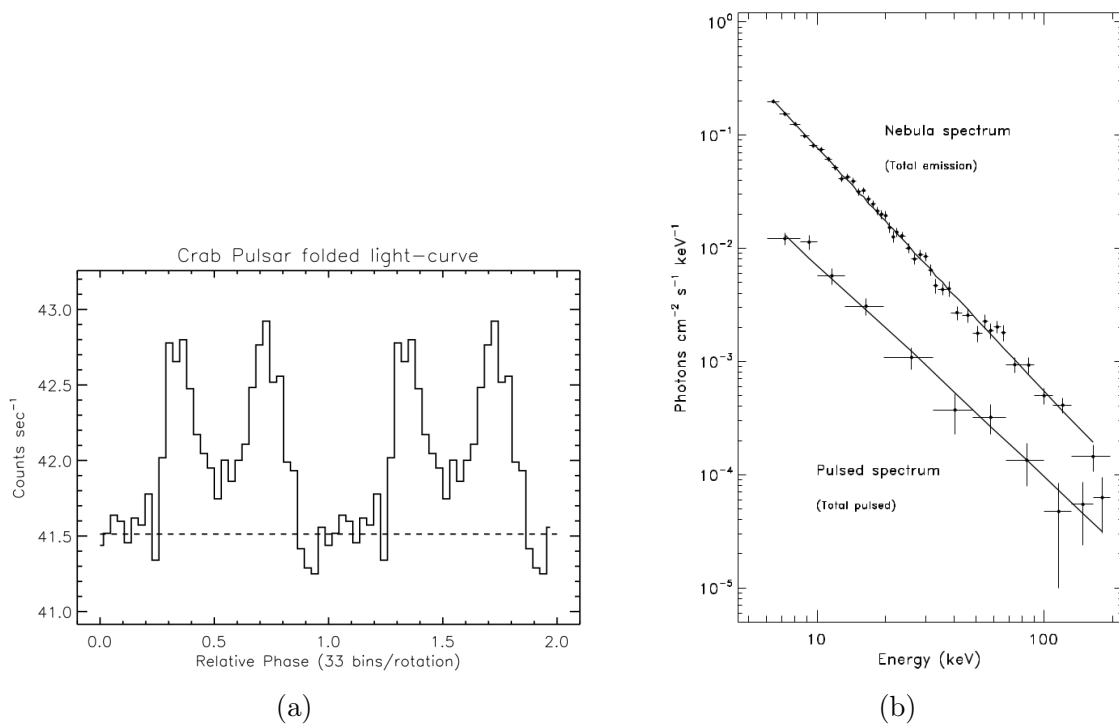 Crab Pulsar folded light−curve
43.0
42.5
42.0
41.5
41.0
Counts sec⁻¹
0.0 0.5 1.0 1.5 2.0
Relative Phase (33 bins/rotation)
(a)
10⁰
10⁻¹
10⁻²
10⁻³
10⁻⁴
10⁻⁵
Photons cm⁻² s⁻¹ keV⁻¹
Nebula spectrum
(Total emission)
Pulsed spectrum
(Total pulsed)
10 100
Energy (keV)
(b)